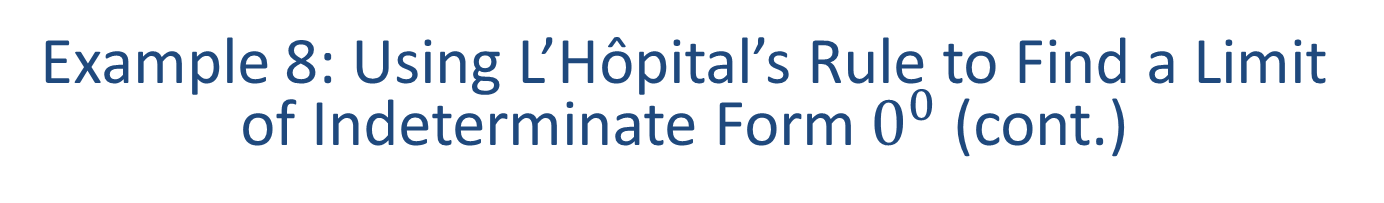 Example 8: Using L’Hôpital’s Rule to Find a Limit
of Indeterminate Form 0⁰ (cont.)